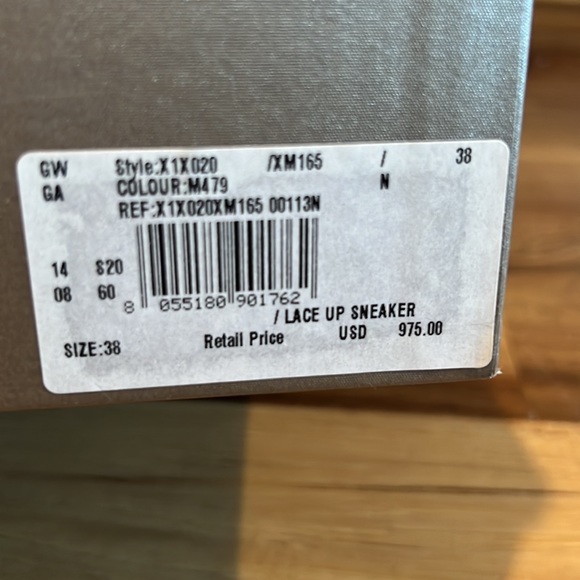 GW Style:X1X020 /XM165 / 38
GA COLOUR:M479 N
REF:X1X020XM165 00113N
14 S20
08 60
8 055180 901762
/ LACE UP SNEAKER
SIZE:38 Retail Price USD 975.00